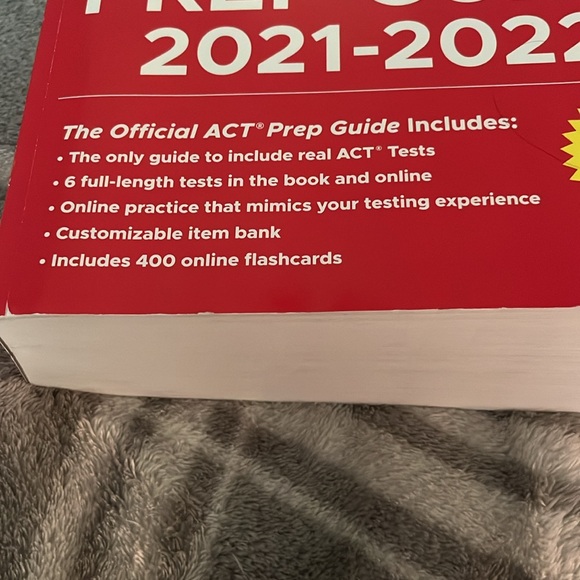 PREP
2021-2022
The Official ACT® Prep Guide Includes:
• The only guide to include real ACT® Tests
• 6 full-length tests in the book and online
• Online practice that mimics your testing experience
• Customizable item bank
• Includes 400 online flashcards